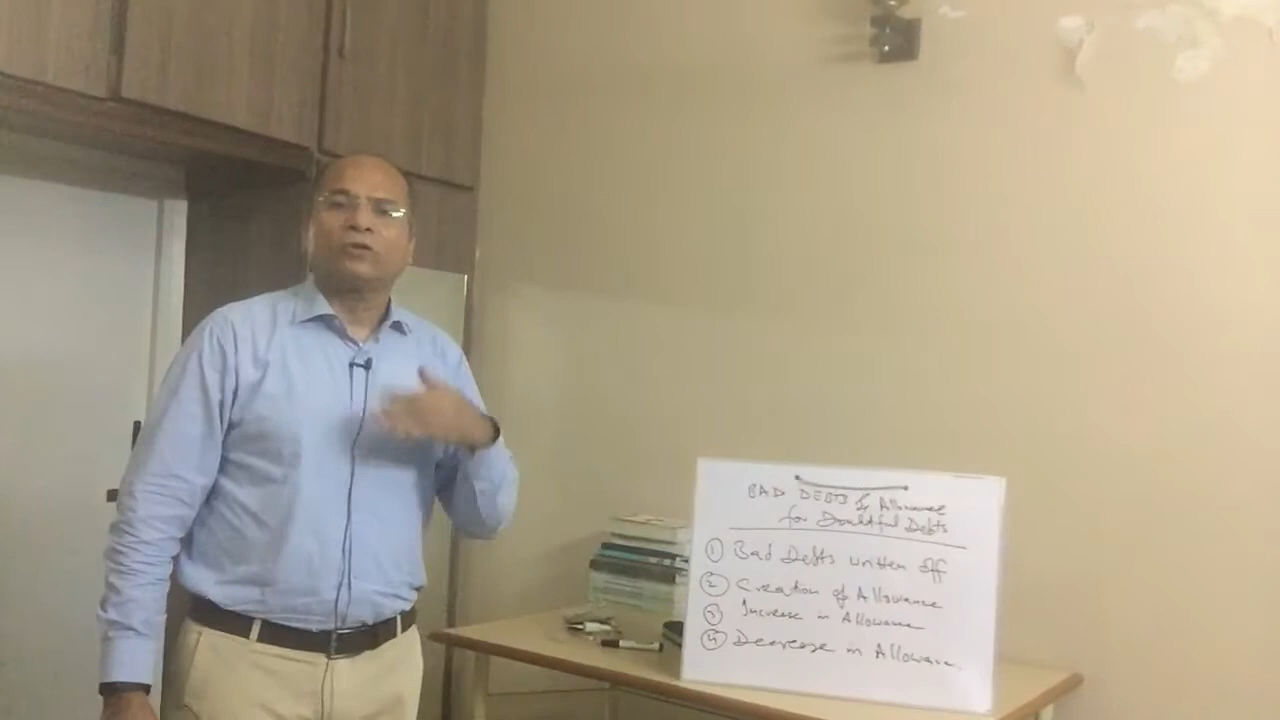 BAD DEBTS & Allowance
for Doubtful Debts
① Bad Debts written off
② Creation of Allowance
③ Increase in Allowance
④ Decrease in Allowance